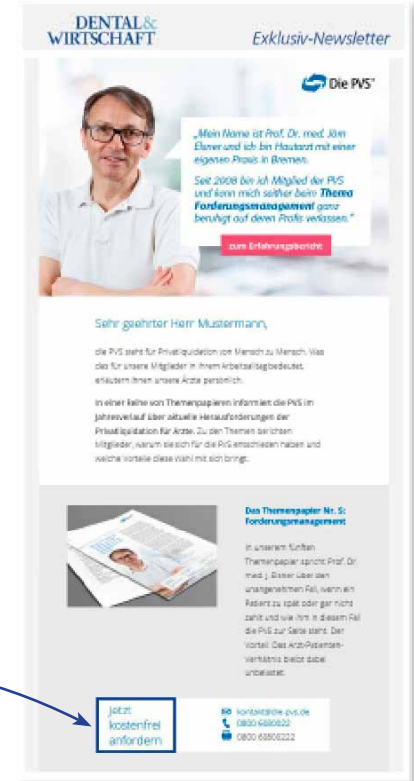 DENTAL&
WIRTSCHAFT
Exklusiv-Newsletter
Die PVS
„Mein Name ist Prof. Dr. med. Jörn
Elsner und ich bin Hautarzt mit einer
eigenen Praxis in Bremen.
Seit 2008 bin ich Mitglied der PVS
und kann mich seither beim Thema
Forderungsmanagement ganz
beruhigt auf deren Profis verlassen.“
zum Erfahrungsbericht
Sehr geehrter Herr Mustermann,
die PVS steht für Privatliquidation von Mensch zu Mensch. Was
das für unsere Mitglieder in ihrem Arbeitsalltag bedeutet,
erläutern Ihnen unsere Ärzte persönlich.
In einer Reihe von Themenpapieren informiert die PVS im
Jahresverlauf über aktuelle Herausforderungen der
Privatliquidation für Ärzte. Zu den Themen berichten
Mitglieder, warum sie sich für die PVS entschieden haben und
welche Vorteile diese Wahl mit sich bringt.
Das Themenpapier Nr. 5:
Forderungsmanagement
In unserem fünften
Themenpapier spricht Prof. Dr.
med. J. Elsner über den
unangenehmen Fall, wenn ein
Patient zu spät oder gar nicht
zahlt und wie ihm in diesem Fall
die PVS zur Seite steht. Der
Vorteil: Das Arzt-Patienten-
Verhältnis bleibt dabei
unbelastet.
Jetzt
kostenfrei
anfordern
kontakt@die-pvs.de
0800 6080022
0800 60800222